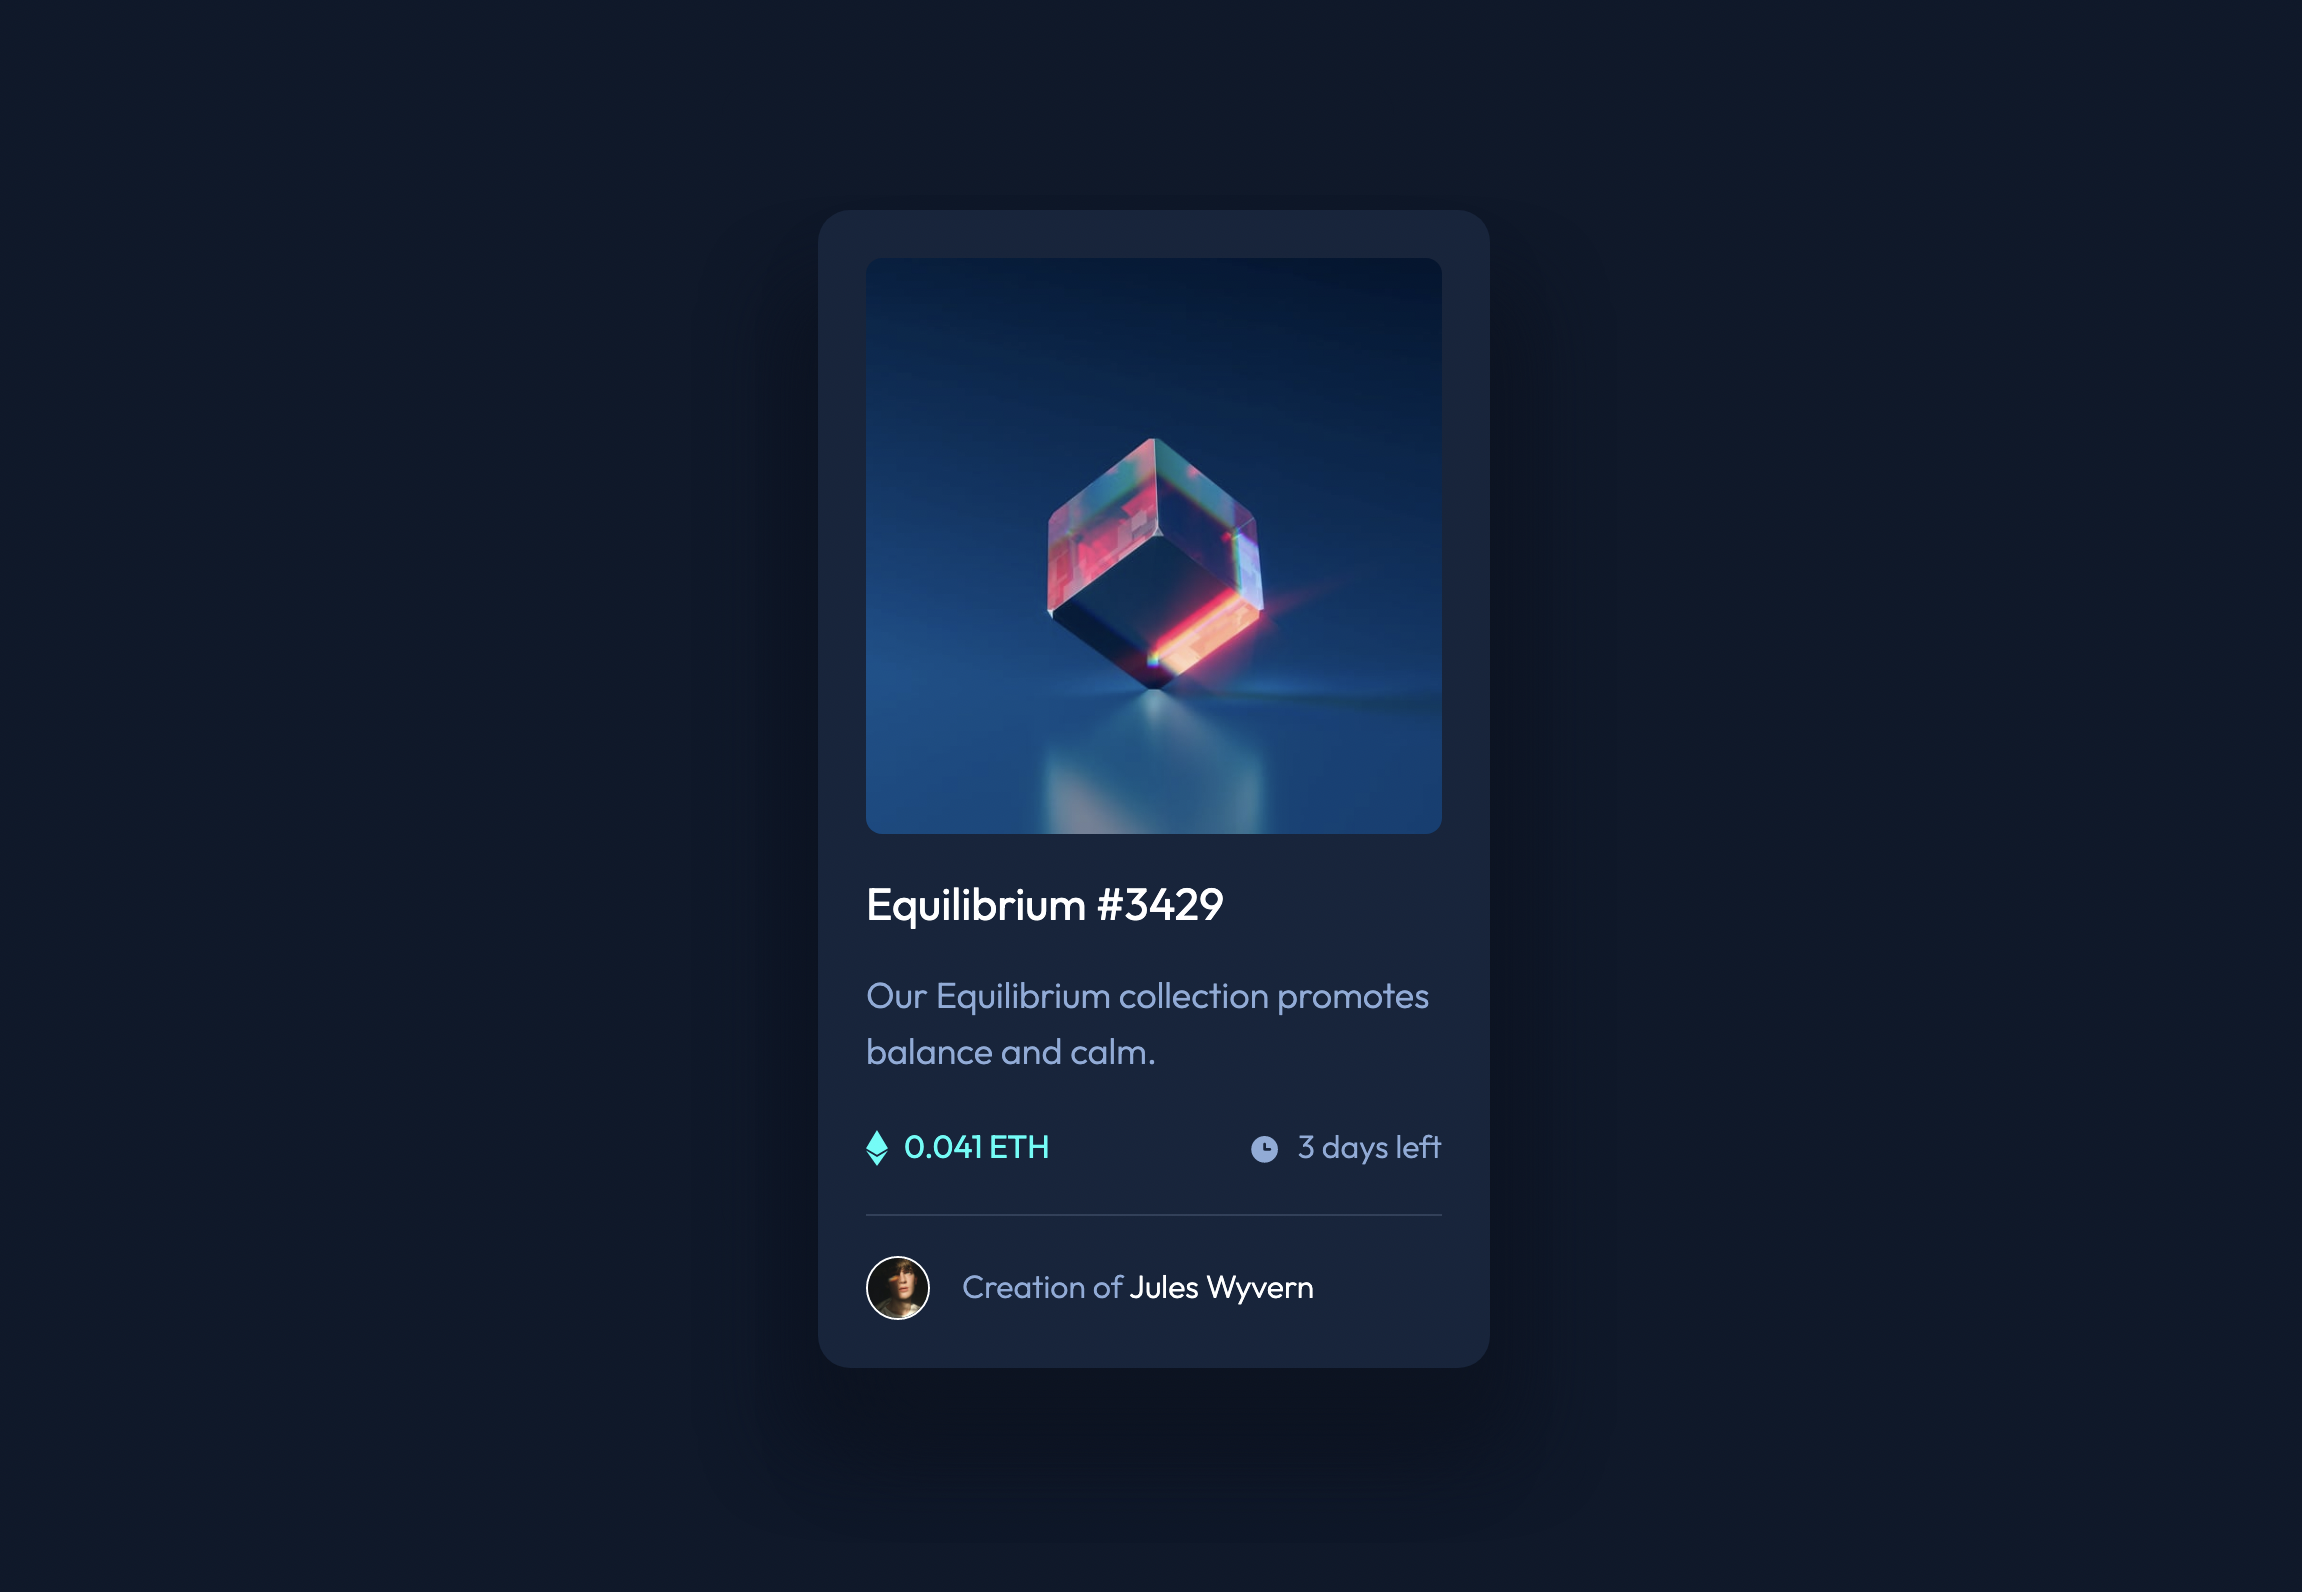 Equilibrium #3429
Our Equilibrium collection promotes
balance and calm.
0.041 ETH
3 days left
Creation of Jules Wyvern